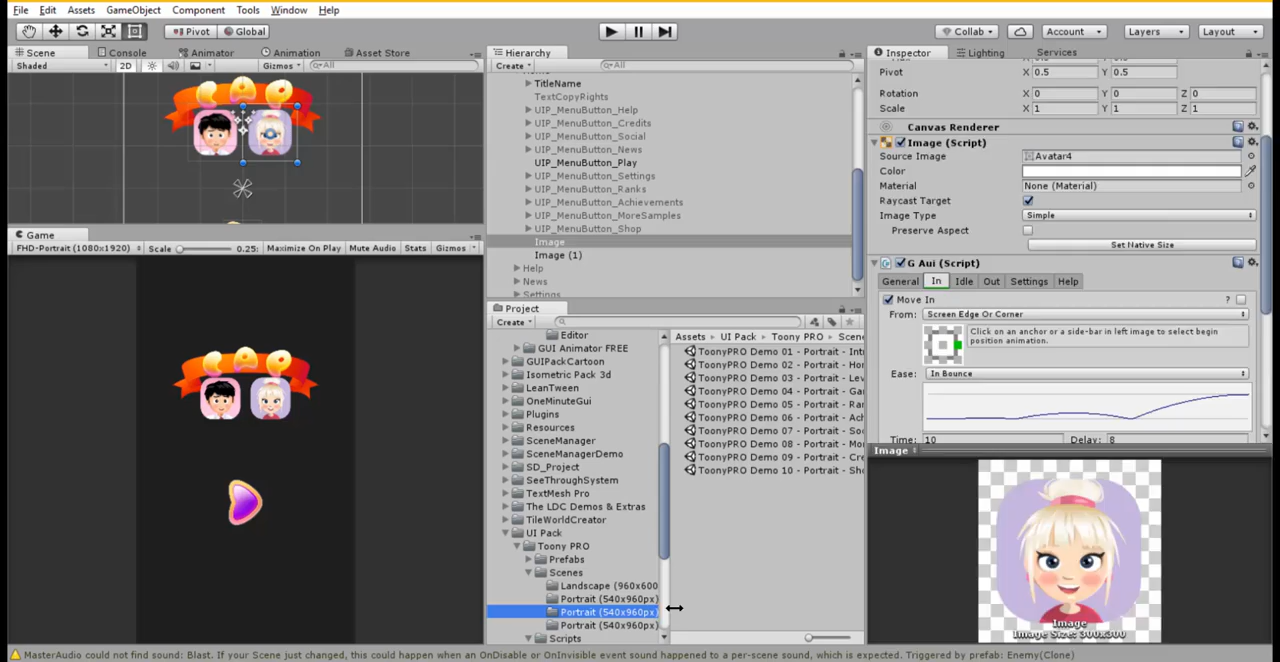 File Edit Assets GameObject Component Tools Window Help
Pivot Global Collab Account Layers Layout
Scene Console Animator Animation Asset Store
Shaded 2D Gizmos All
Game
FHD-Portrait (1080x1920) Scale 0.25: Maximize On Play Mute Audio Stats Gizmos
Hierarchy
Create All
TitleName
TextCopyRights
UIP_MenuButton_Help
UIP_MenuButton_Credits
UIP_MenuButton_Social
UIP_MenuButton_News
UIP_MenuButton_Play
UIP_MenuButton_Settings
UIP_MenuButton_Ranks
UIP_MenuButton_Achievements
UIP_MenuButton_MoreSamples
UIP_MenuButton_Shop
Image
Image (1)
Help
News
Settings
Project
Create
Editor
GUI Animator FREE
GUIPackCartoon
Isometric Pack 3d
LeanTween
OneMinuteGui
Plugins
Resources
SceneManager
SceneManagerDemo
SD_Project
SeeThroughSystem
TextMesh Pro
The LDC Demos & Extras
TileWorldCreator
UI Pack
Toony PRO
Prefabs
Scenes
Landscape (960x600
Portrait (540x960px)
Portrait (540x960px)
Portrait (540x960px)
Scripts
Assets UI Pack Toony PRO Scene
ToonyPRO Demo 01 - Portrait - Int
ToonyPRO Demo 02 - Portrait - Hor
ToonyPRO Demo 03 - Portrait - Lev
ToonyPRO Demo 04 - Portrait - Gar
ToonyPRO Demo 05 - Portrait - Rar
ToonyPRO Demo 06 - Portrait - Ach
ToonyPRO Demo 07 - Portrait - Soc
ToonyPRO Demo 08 - Portrait - Mor
ToonyPRO Demo 09 - Portrait - Cre
ToonyPRO Demo 10 - Portrait - Sho
Inspector Lighting Services
Pivot X 0.5 Y 0.5
Rotation X 0 Y 0 Z 0
Scale X 1 Y 1 Z 1
Canvas Renderer
Image (Script)
Source Image Avatar4
Color
Material None (Material)
Raycast Target
Image Type Simple
Preserve Aspect
Set Native Size
G Aui (Script)
General In Idle Out Settings Help
Move In ?
From: Screen Edge Or Corner
Click on an anchor or a side-bar in left image to select begin
position animation.
Ease: In Bounce
Time: 10 Delay: 8
Image
Image
Image Size: 300x300
MasterAudio could not find sound: Blast. If your Scene just changed, this could happen when an OnDisable or OnInvisible event sound happened to a per-scene sound, which is expected. Triggered by prefab: Enemy(Clone)